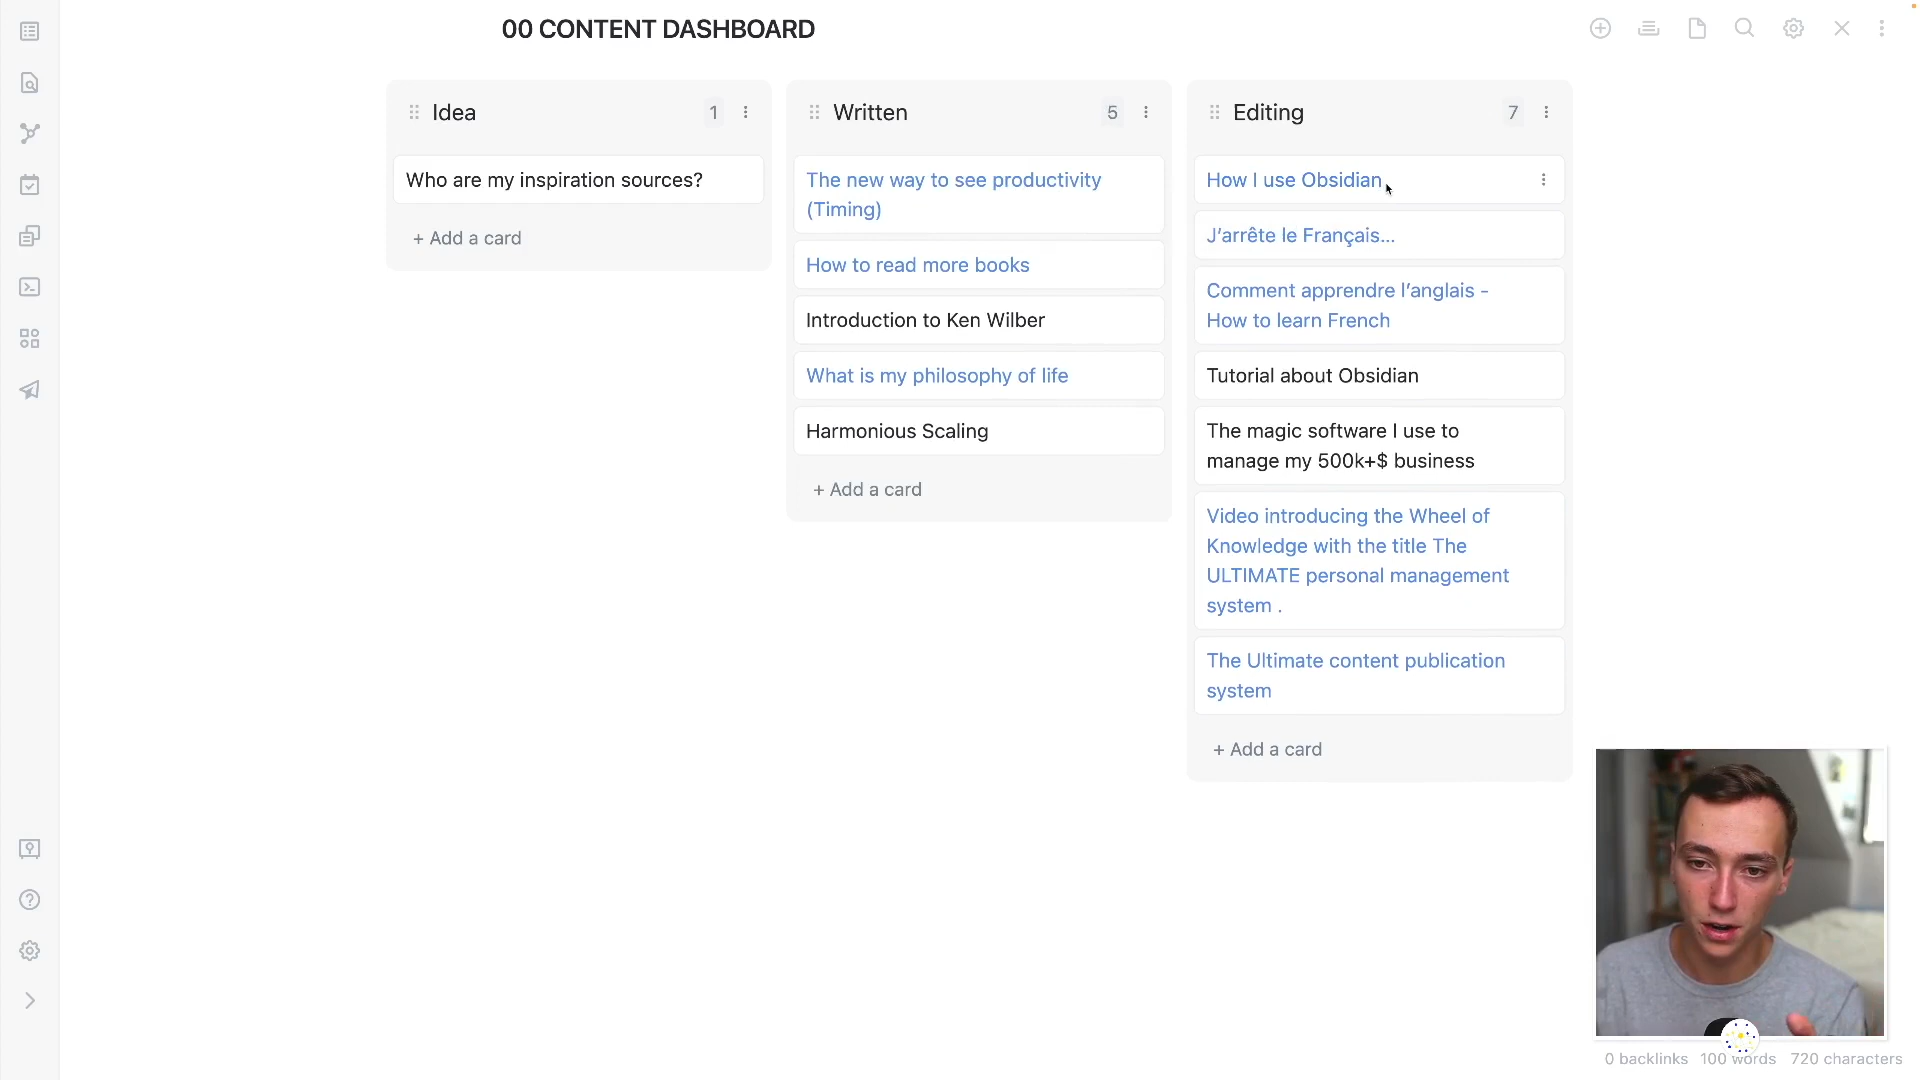 00 CONTENT DASHBOARD
Idea
1
Who are my inspiration sources?
+ Add a card
Written
5
The new way to see productivity
(Timing)
How to read more books
Introduction to Ken Wilber
What is my philosophy of life
Harmonious Scaling
+ Add a card
Editing
7
How I use Obsidian
J’arrête le Français...
Comment apprendre l’anglais -
How to learn French
Tutorial about Obsidian
The magic software I use to
manage my 500k+$ business
Video introducing the Wheel of
Knowledge with the title The
ULTIMATE personal management
system .
The Ultimate content publication
system
+ Add a card
0 backlinks 100 words 720 characters